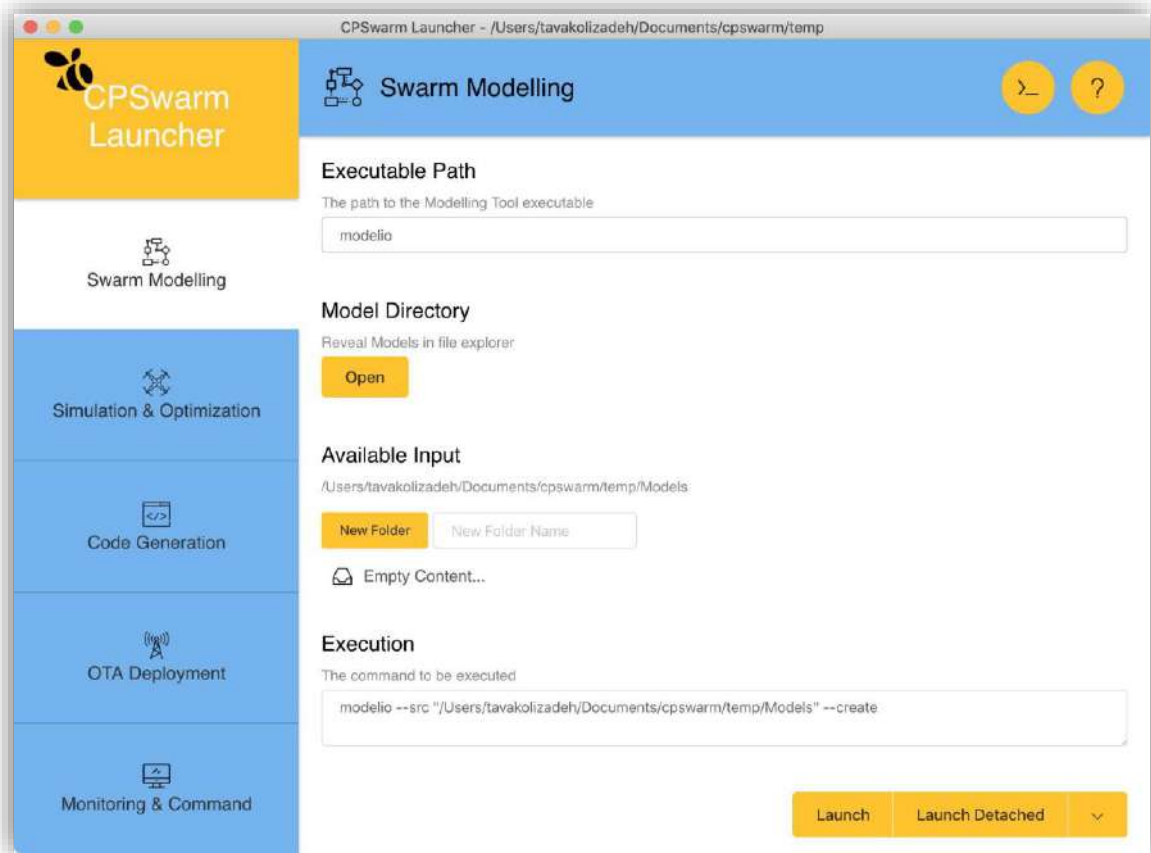 CPSwarm Launcher - /Users/tavakolizadeh/Documents/cpswarm/temp
CPSwarm
Launcher
Swarm Modelling
Simulation & Optimization
Code Generation
OTA Deployment
Monitoring & Command
Swarm Modelling
>_
?
Executable Path
The path to the Modelling Tool executable
modelio
Model Directory
Reveal Models in file explorer
Open
Available Input
/Users/tavakolizadeh/Documents/cpswarm/temp/Models
New Folder
New Folder Name
Empty Content...
Execution
The command to be executed
modelio --src "/Users/tavakolizadeh/Documents/cpswarm/temp/Models" --create
Launch
Launch Detached